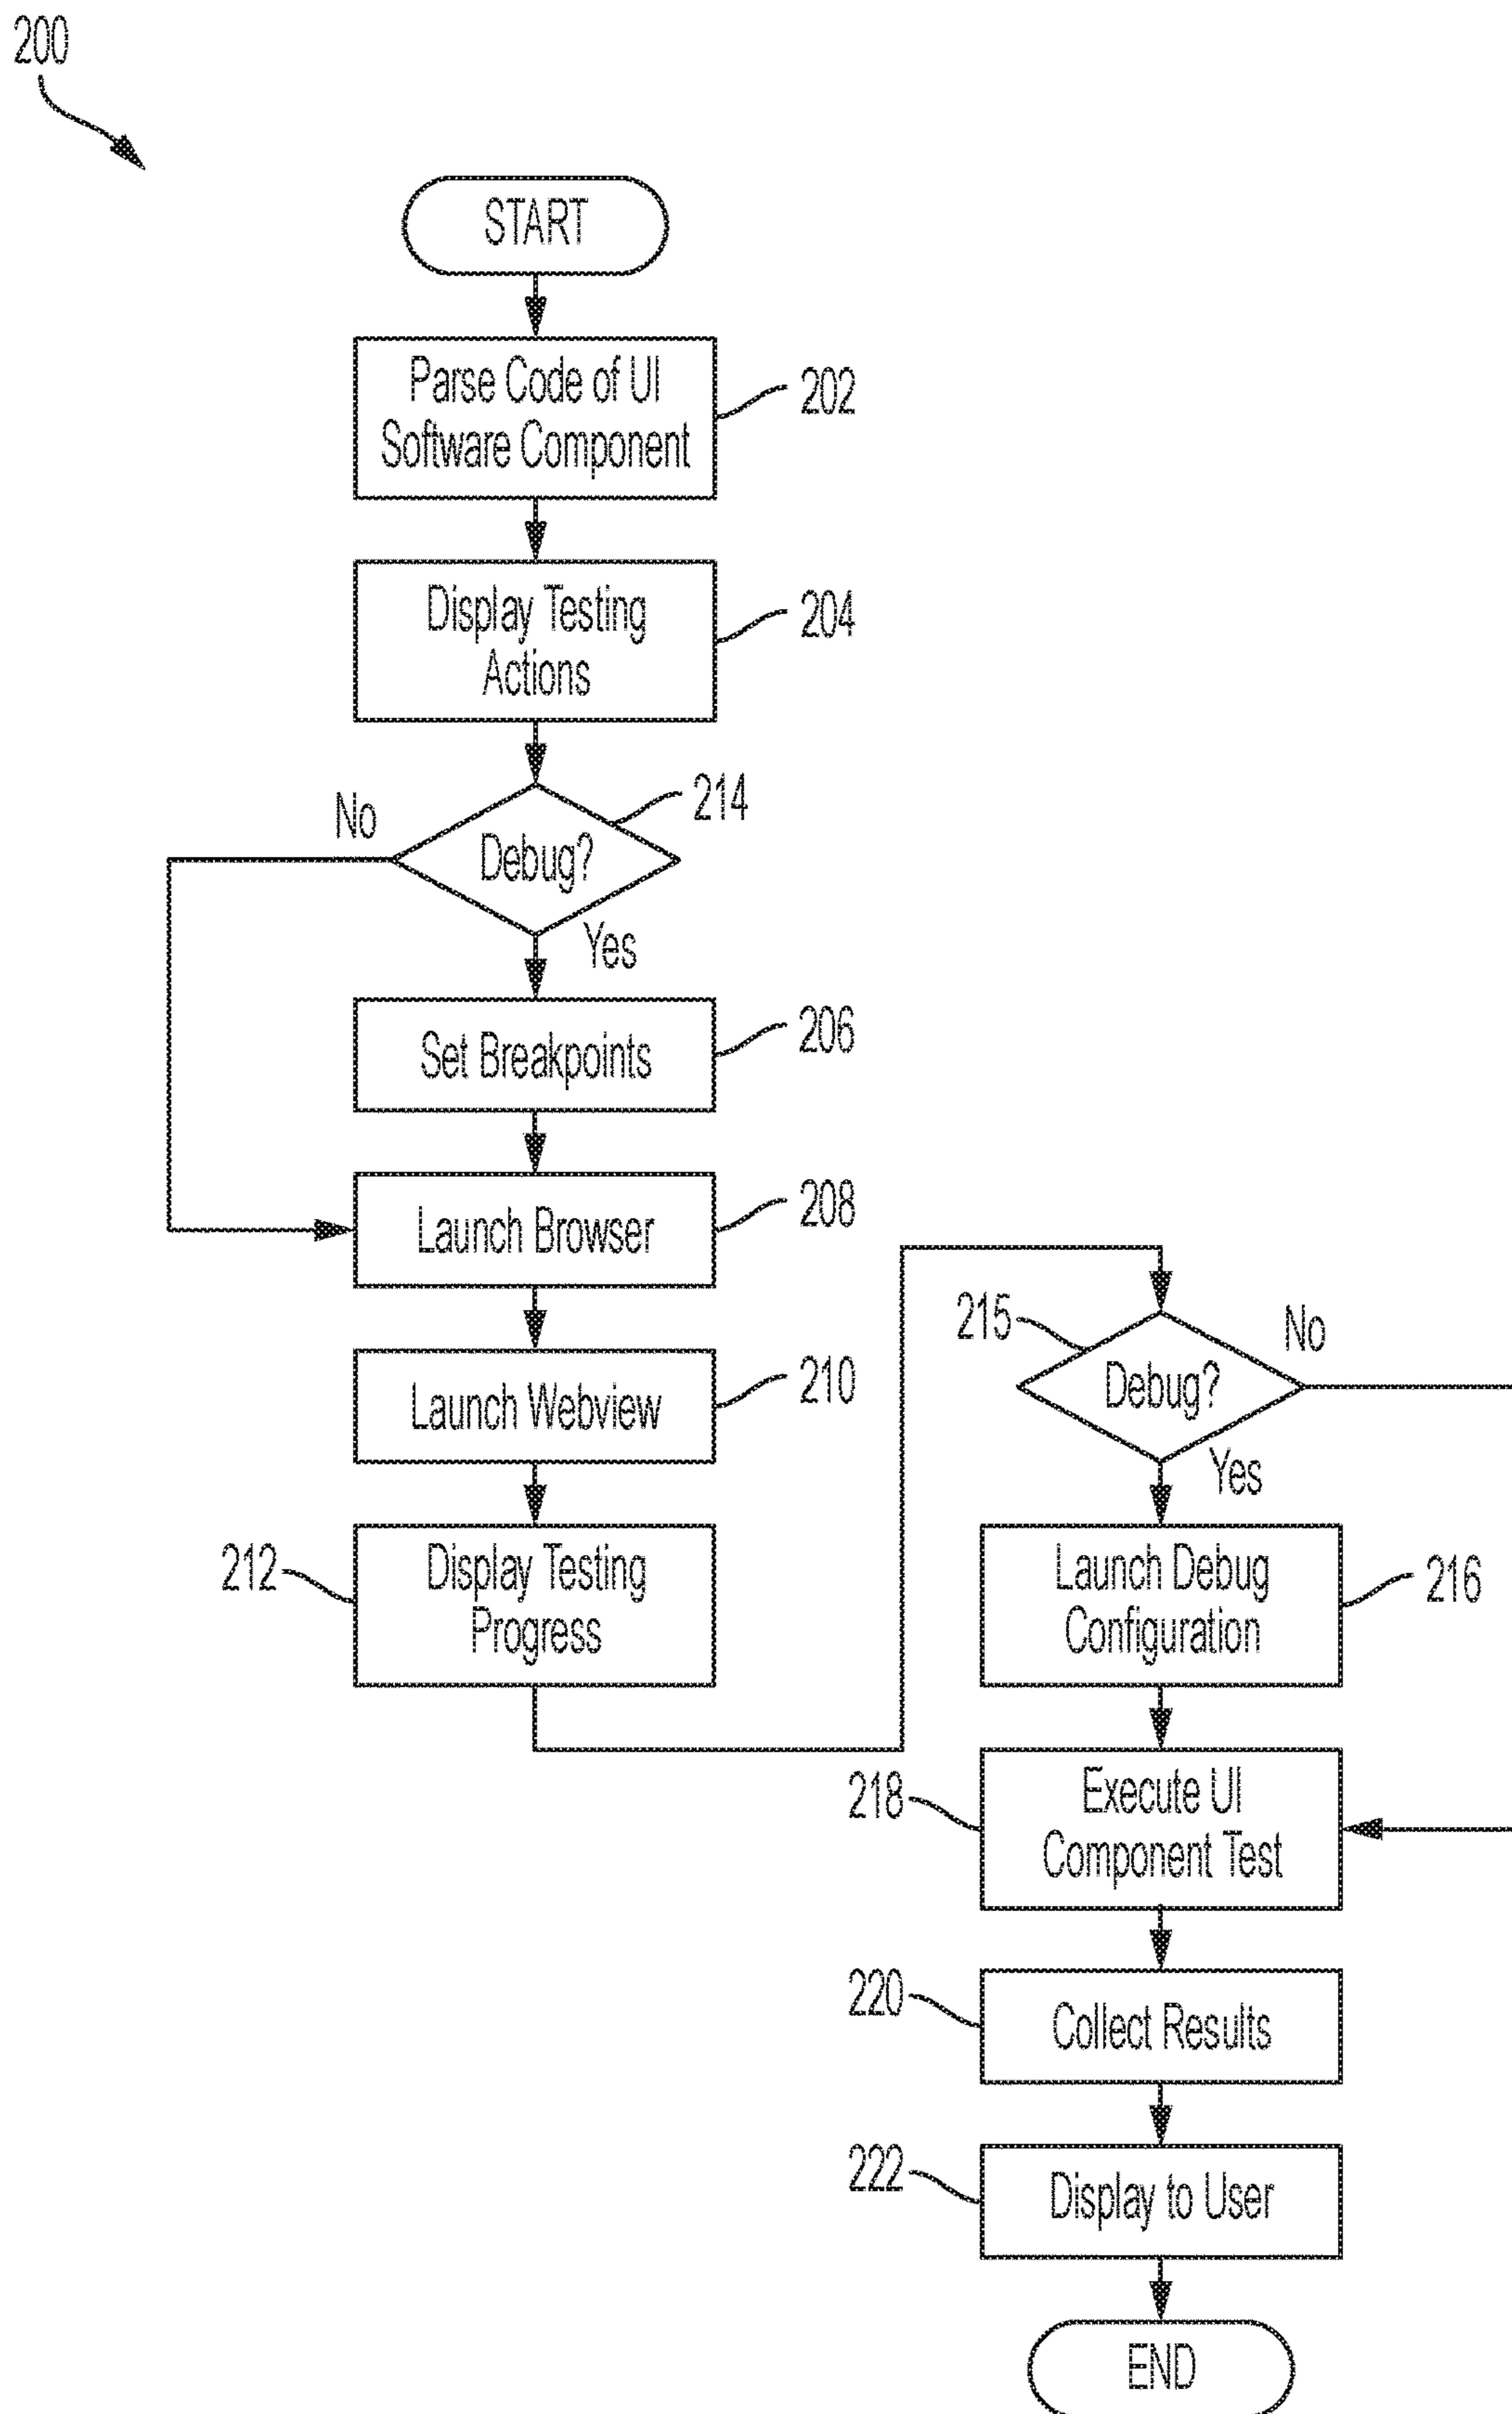 200
START
Parse Code of UI
Software Component
202
Display Testing
Actions
204
No
Debug?
214
Yes
Set Breakpoints
206
Launch Browser
208
Launch Webview
210
212
Display Testing
Progress
215
Debug?
No
Yes
Launch Debug
Configuration
216
218
Execute UI
Component Test
220
Collect Results
222
Display to User
END